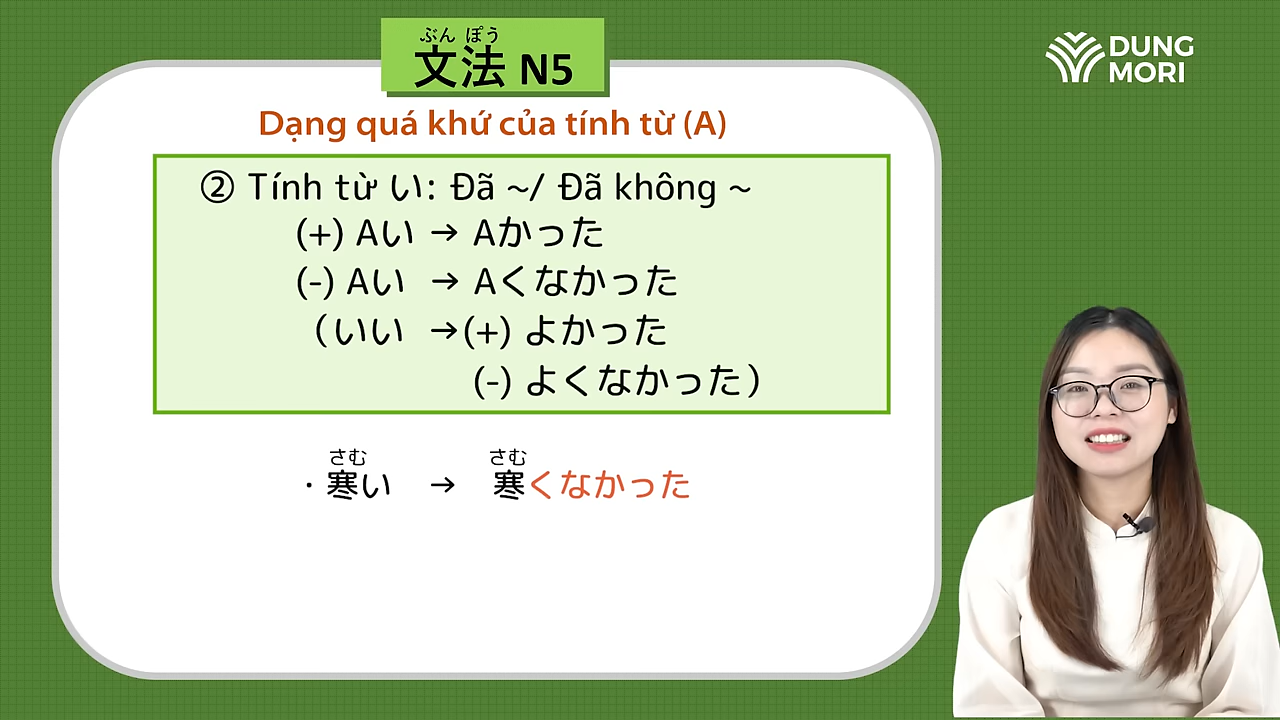 ぶん ぽう
文法 N5
DUNG
MORI
Dạng quá khứ của tính từ (A)
② Tính từ い: Đã ~/ Đã không ~
(+) Aい → Aかった
(-) Aい → Aくなかった
（いい →(+) よかった
(-) よくなかった）
さむ さむ
・寒い → 寒くなかった